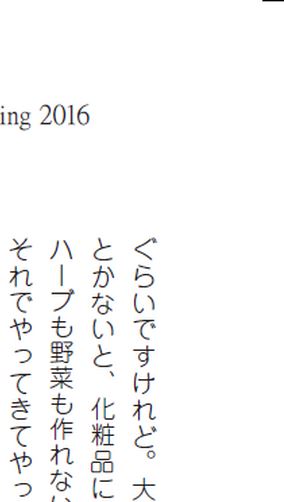 ing 2016
ぐらいですけれど。大
とかないと、化粧品に
ハーブも野菜も作れない
それでやってきてやっ